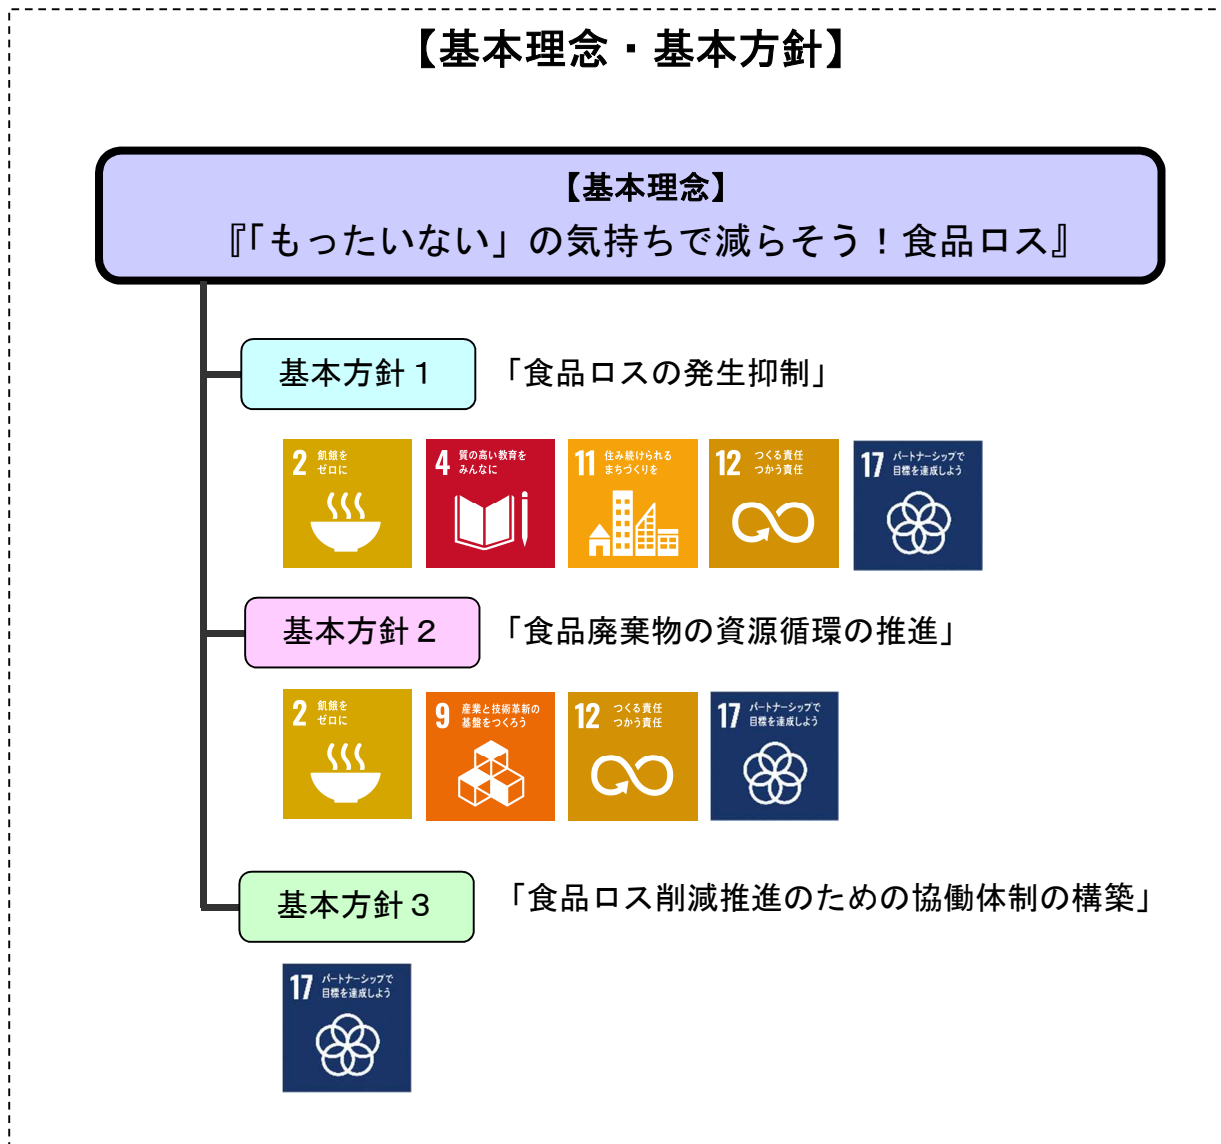 【基本理念・基本方針】
【基本理念】
『「もったいない」の気持ちで減らそう！食品ロス』
基本方針１
「食品ロスの発生抑制」
2 飢餓を
ゼロに
4 質の高い教育を
みんなに
11 住み続けられる
まちづくりを
12 つくる責任
つかう責任
17 パートナーシップで
目標を達成しよう
基本方針２
「食品廃棄物の資源循環の推進」
2 飢餓を
ゼロに
9 産業と技術革新の
基盤をつくろう
12 つくる責任
つかう責任
17 パートナーシップで
目標を達成しよう
基本方針３
「食品ロス削減推進のための協働体制の構築」
17 パートナーシップで
目標を達成しよう